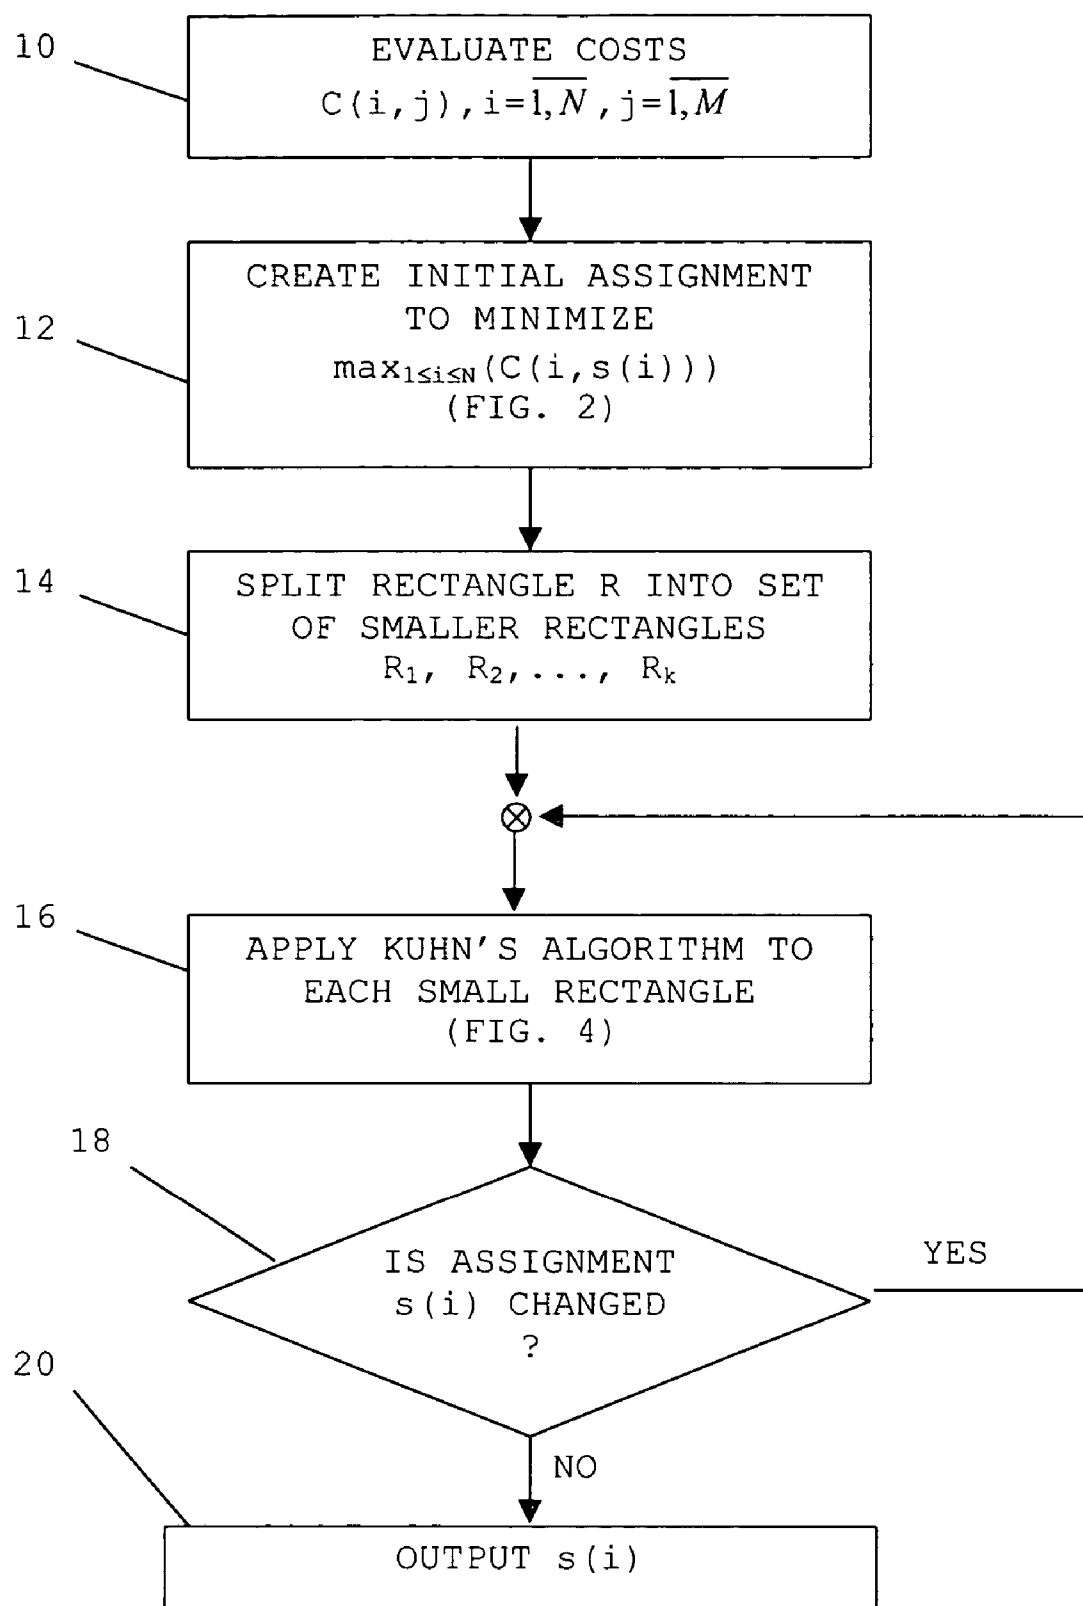 10
EVALUATE COSTS
C(i,j),i=\overline{1,N},j=\overline{1,M}
12
CREATE INITIAL ASSIGNMENT
TO MINIMIZE
max₁≤i≤N(C(i,s(i)))
(FIG. 2)
14
SPLIT RECTANGLE R INTO SET
OF SMALLER RECTANGLES
R₁, R₂,..., Rₖ
16
APPLY KUHN'S ALGORITHM TO
EACH SMALL RECTANGLE
(FIG. 4)
18
IS ASSIGNMENT
s(i) CHANGED
?
YES
NO
20
OUTPUT s(i)